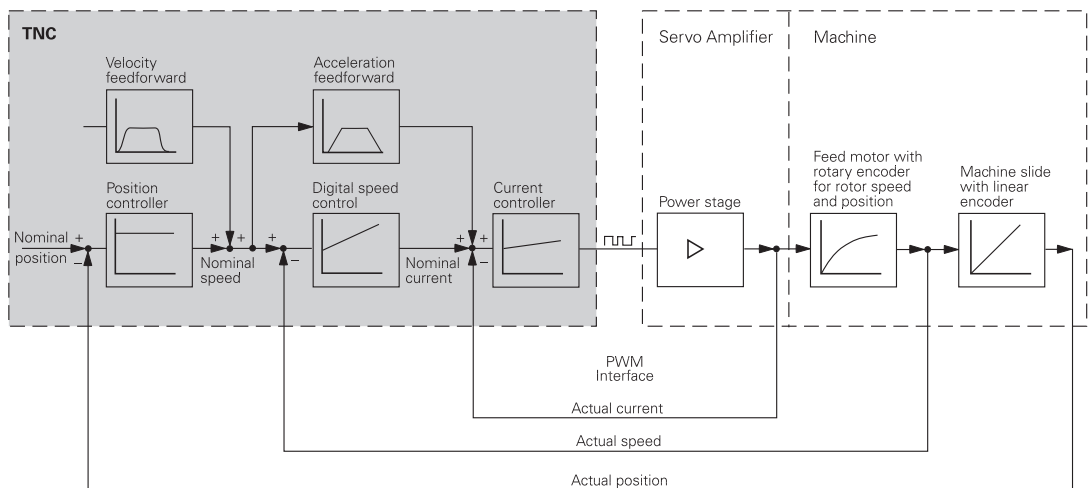 TNC
Velocity
feedforward
Acceleration
feedforward
Position
controller
Digital speed
control
Current
controller
Nominal
position
+
–
+
+
Nominal
speed
+
–
Nominal
current
+
+
–
Servo Amplifier
Machine
Power stage
Feed motor with
rotary encoder
for rotor speed
and position
Machine slide
with linear
encoder
PWM
Interface
Actual current
Actual speed
Actual position